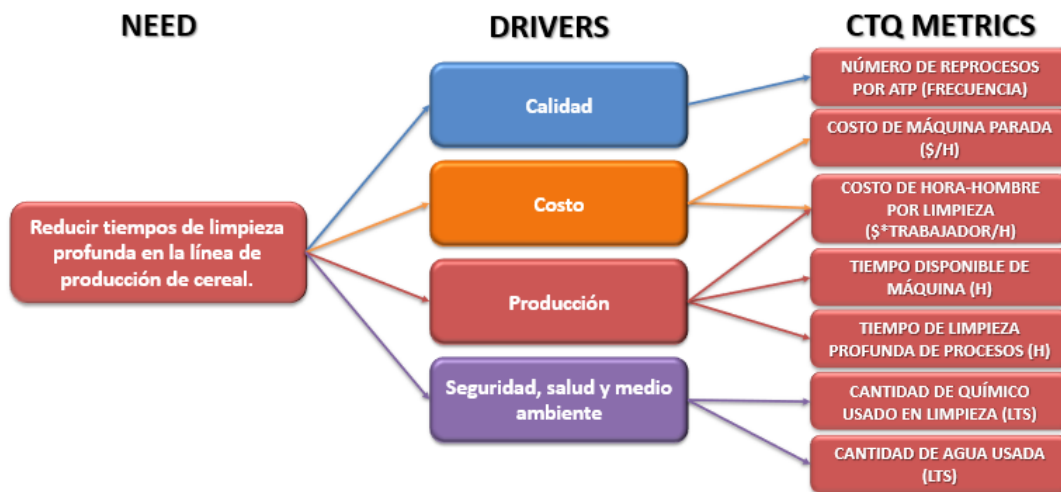 NEED
DRIVERS
CTQ METRICS
Reducir tiempos de limpieza
profunda en la línea de
producción de cereal.
Calidad
Costo
Producción
Seguridad, salud y medio
ambiente
NÚMERO DE REPROCESOS
POR ATP (FRECUENCIA)
COSTO DE MÁQUINA PARADA
($/H)
COSTO DE HORA-HOMBRE
POR LIMPIEZA
($*TRABAJADOR/H)
TIEMPO DISPONIBLE DE
MÁQUINA (H)
TIEMPO DE LIMPIEZA
PROFUNDA DE PROCESOS (H)
CANTIDAD DE QUÍMICO
USADO EN LIMPIEZA (LTS)
CANTIDAD DE AGUA USADA
(LTS)